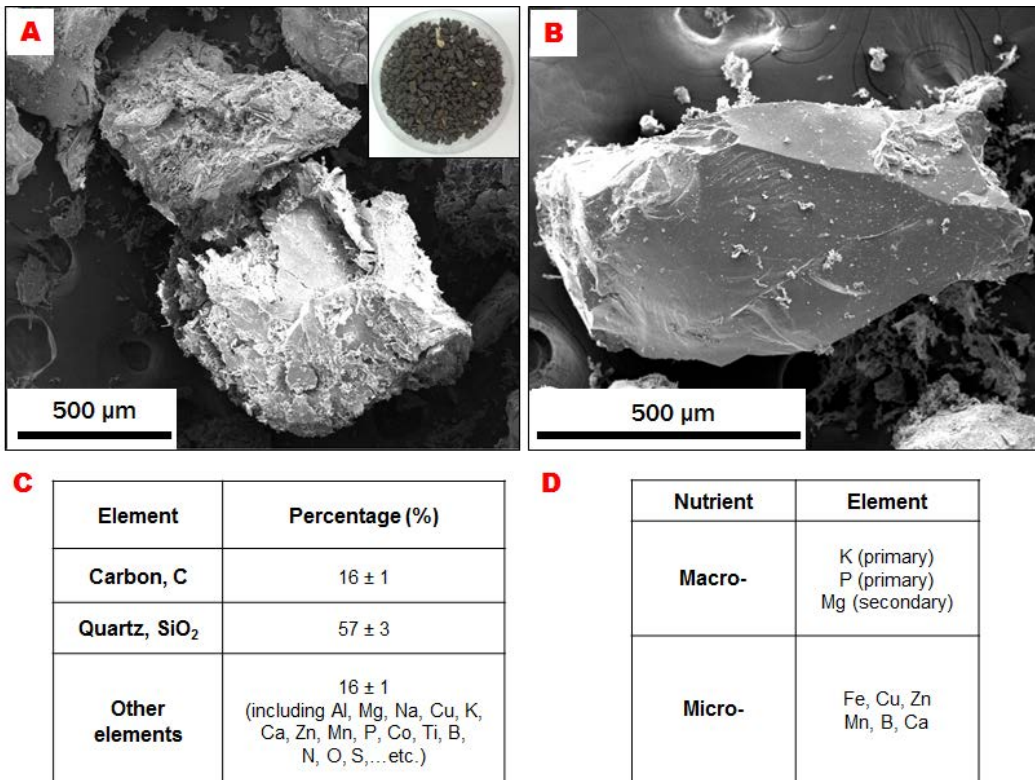 A
B
500 µm
500 µm
C
Element Percentage (%)
Carbon, C 16 ± 1
Quartz, SiO₂ 57 ± 3
Other elements
16 ± 1
(including Al, Mg, Na, Cu, K,
Ca, Zn, Mn, P, Co, Ti, B,
N, O, S,...etc.)
D
Nutrient Element
Macro-
K (primary)
P (primary)
Mg (secondary)
Micro-
Fe, Cu, Zn
Mn, B, Ca